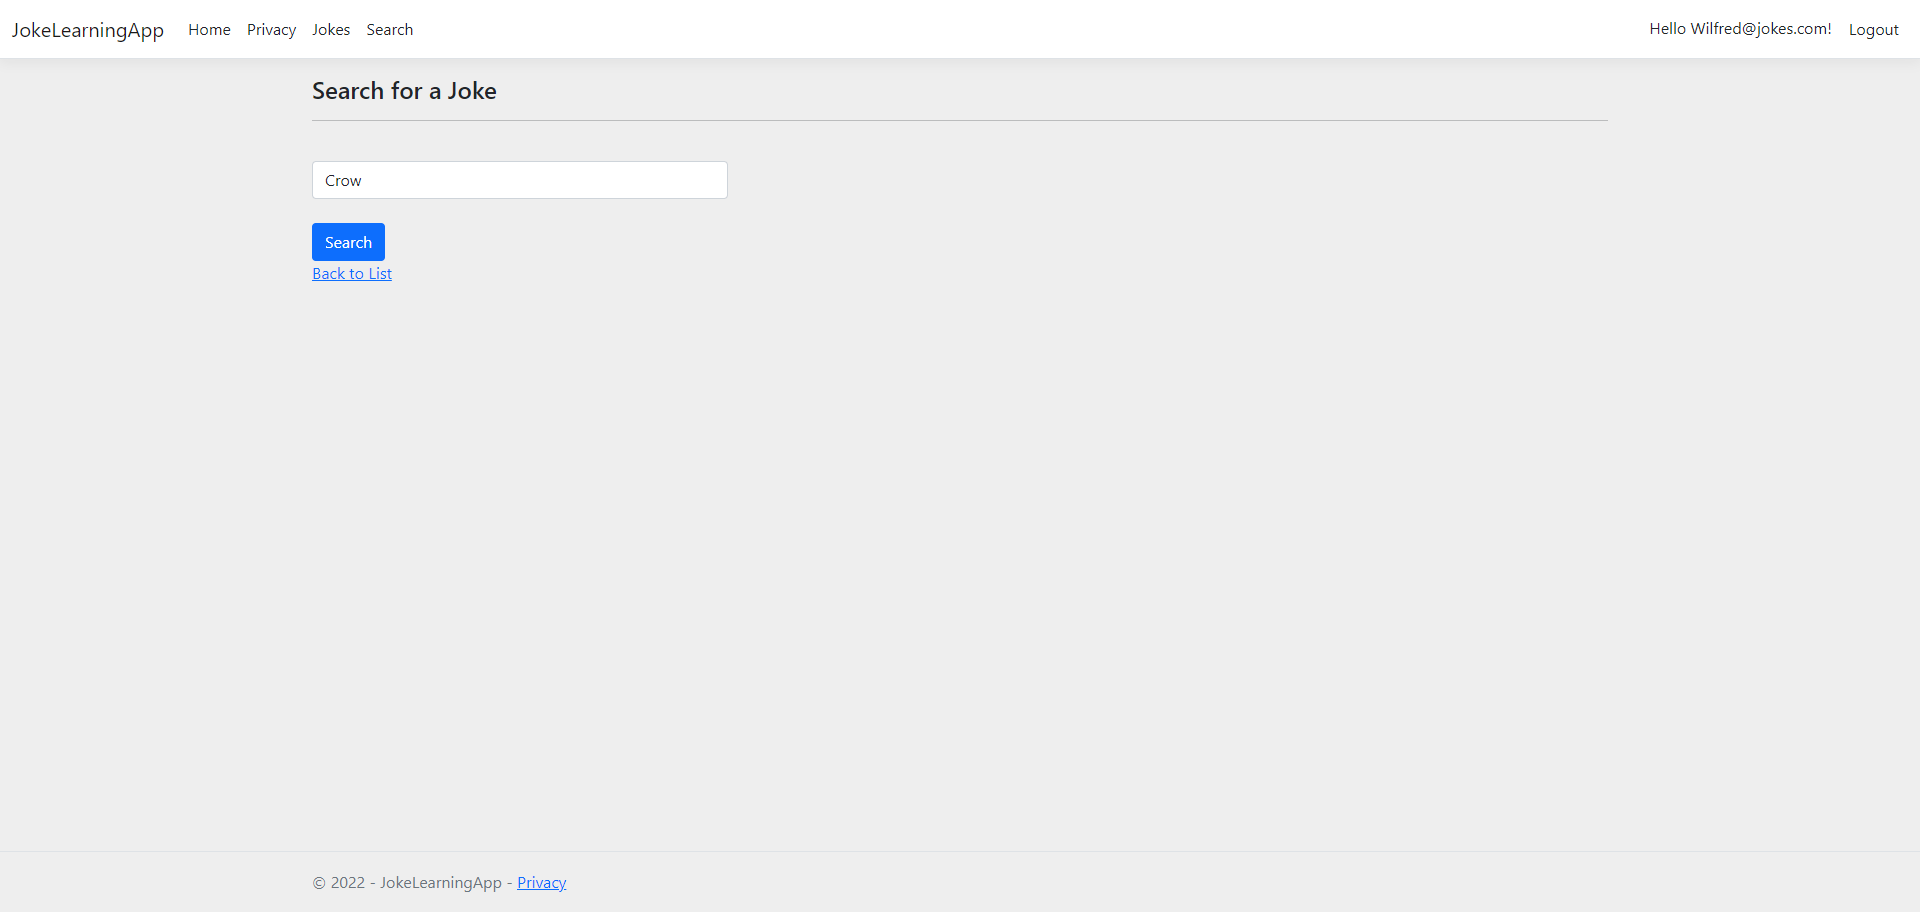 JokeLearningApp Home Privacy Jokes Search Hello Wilfred@jokes.com! Logout
Search for a Joke
Crow
Search
Back to List
© 2022 - JokeLearningApp - Privacy